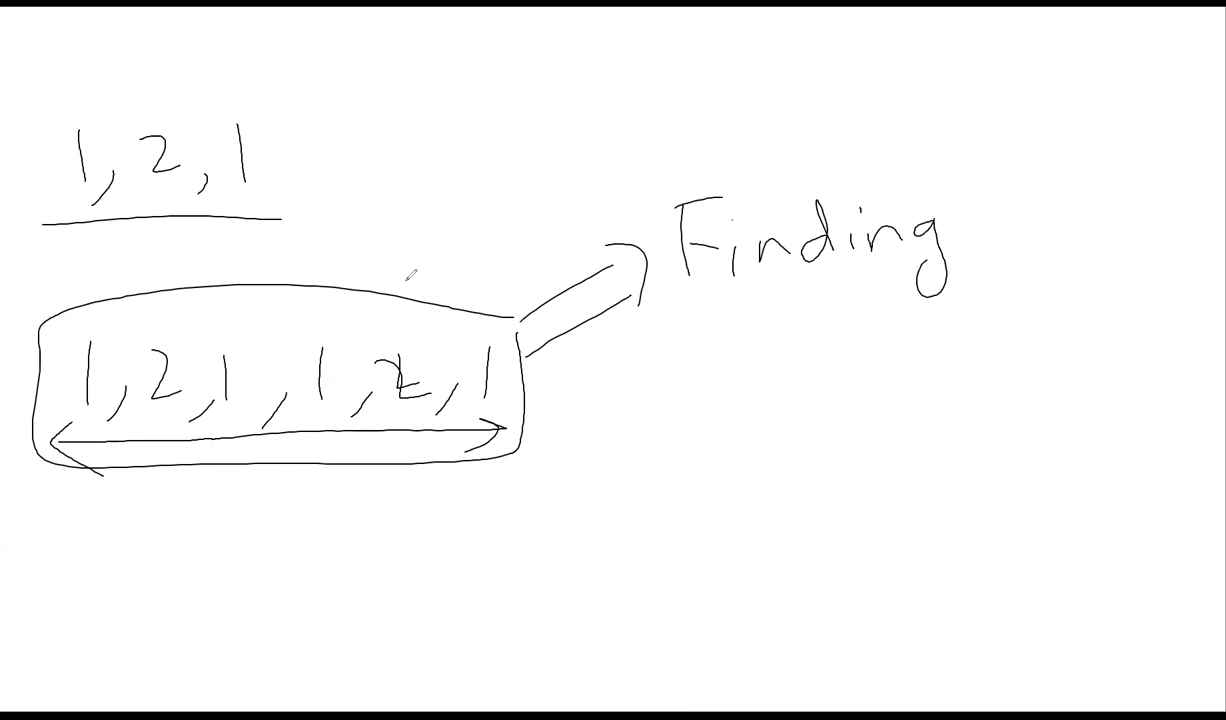 1, 2, 1
Finding
1, 2, 1, 1, 2, 1